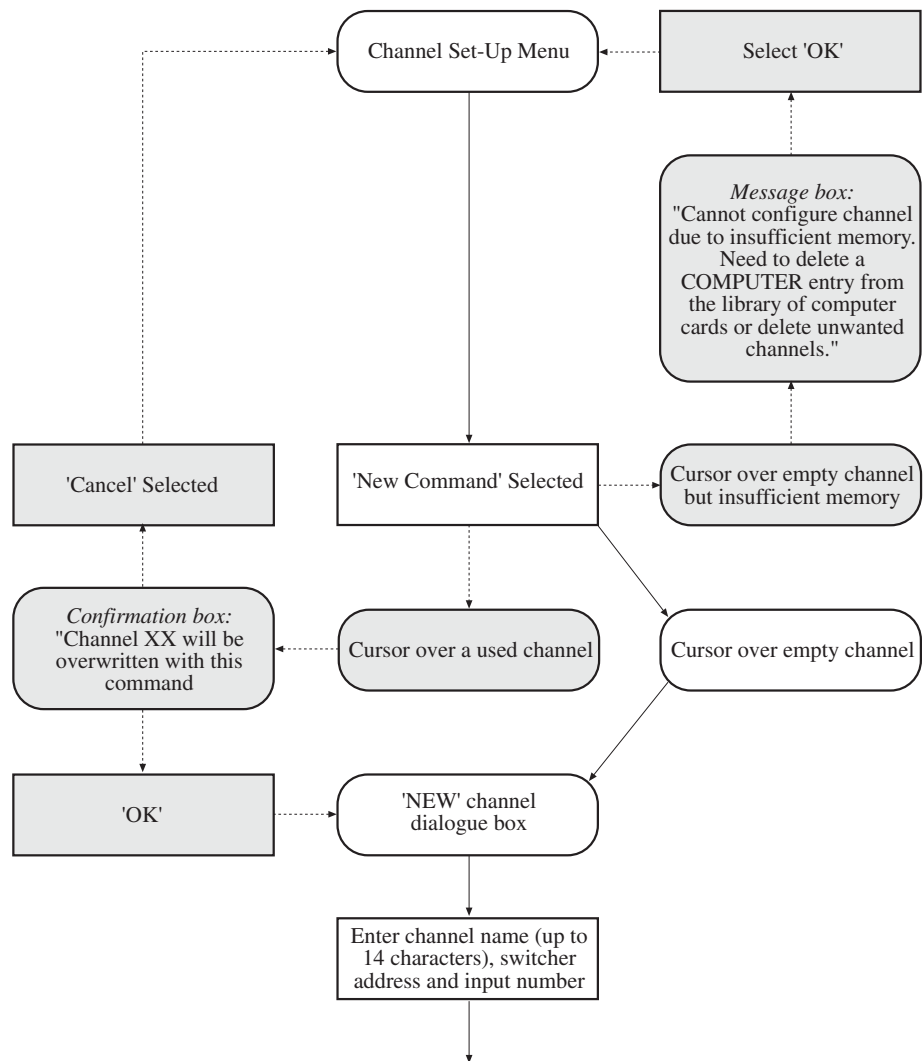 Channel Set-Up Menu
Select 'OK'
Message box:
"Cannot configure channel
due to insufficient memory.
Need to delete a
COMPUTER entry from
the library of computer
cards or delete unwanted
channels."
'Cancel' Selected
'New Command' Selected
Cursor over empty channel
but insufficient memory
Confirmation box:
"Channel XX will be
overwritten with this
command
Cursor over a used channel
Cursor over empty channel
'OK'
'NEW' channel
dialogue box
Enter channel name (up to
14 characters), switcher
address and input number